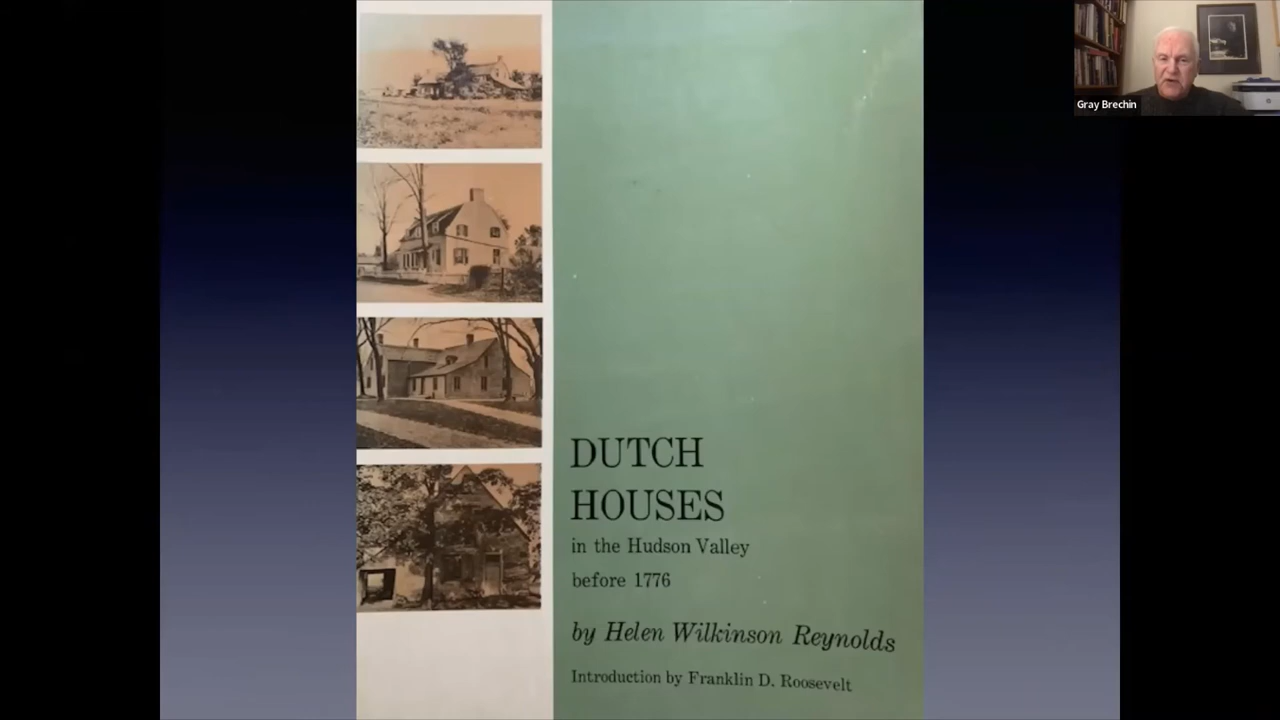 Gray Brechin
DUTCH
HOUSES
in the Hudson Valley
before 1776
by Helen Wilkinson Reynolds
Introduction by Franklin D. Roosevelt